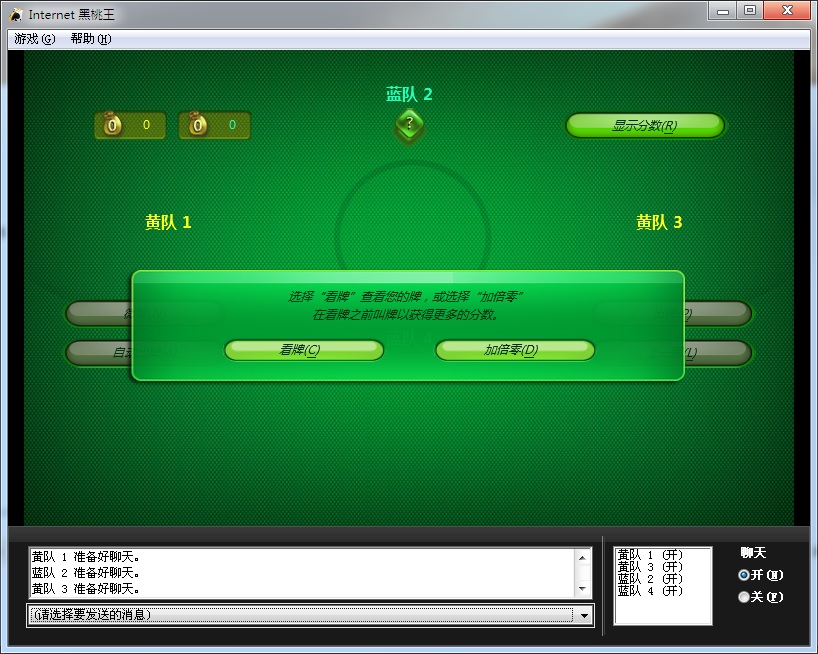 Internet 黑桃王
游戏(G) 帮助(H)
蓝队 2
0 0 0 0
?
显示分数(R)
黄队 1
黄队 3
选择“看牌”查看您的牌，或选择“加倍零”
在看牌之前叫牌以获得更多的分数。
看牌(C)
加倍零(D)
黄队 1 准备好聊天。
蓝队 2 准备好聊天。
黄队 3 准备好聊天。
(请选择要发送的消息)
黄队 1 (开)
黄队 3 (开)
蓝队 2 (开)
蓝队 4 (开)
聊天
开(N)
关(F)